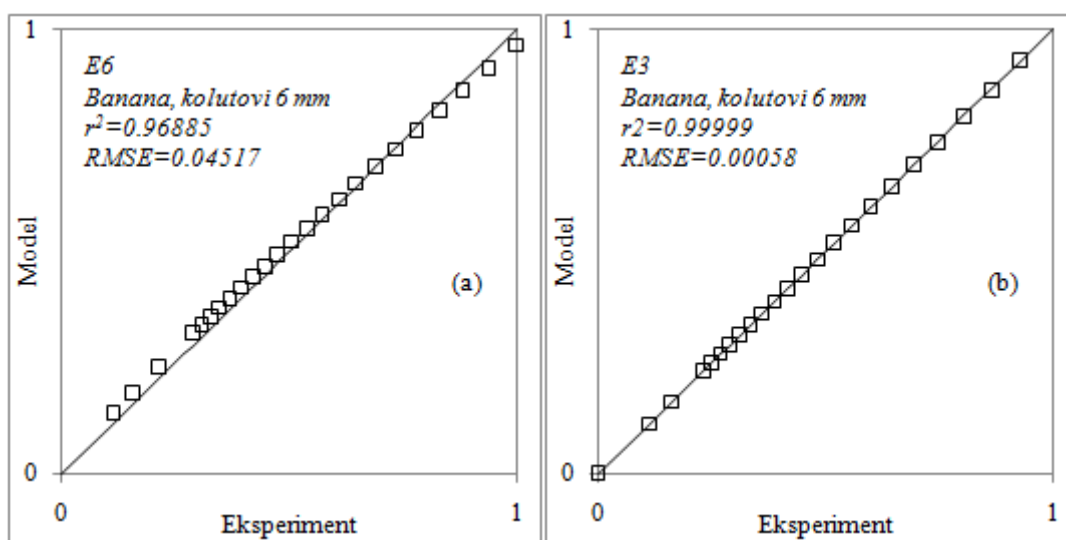 1
E6
Banana, kolutovi 6 mm
r²=0.96885
RMSE=0.04517
Model
(a)
0
0
Eksperiment
1
1
E3
Banana, kolutovi 6 mm
r2=0.99999
RMSE=0.00058
Model
(b)
0
0
Eksperiment
1